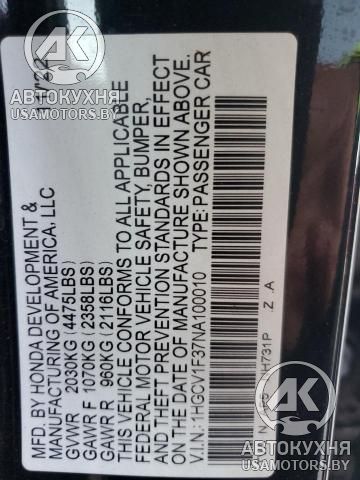 MFD. BY HONDA DEVELOPMENT &
MANUFACTURING OF AMERICA, LLC
GVWR 2030KG (4475LBS)
GAWR F 1070KG (2358LBS)
GAWR R 960KG (2116LBS)
THIS VEHICLE CONFORMS TO ALL APPLICABLE
FEDERAL MOTOR VEHICLE SAFETY, BUMPER,
AND THEFT PREVENTION STANDARDS IN EFFECT
ON THE DATE OF MANUFACTURE SHOWN ABOVE.
V.I.N.: 1HGCV1F37NA100010 TYPE: PASSENGER CAR
NH731P Z A
АВТОКУХНЯ
USAMOTORS.BY
АВТОКУХНЯ
USAMOTORS.BY